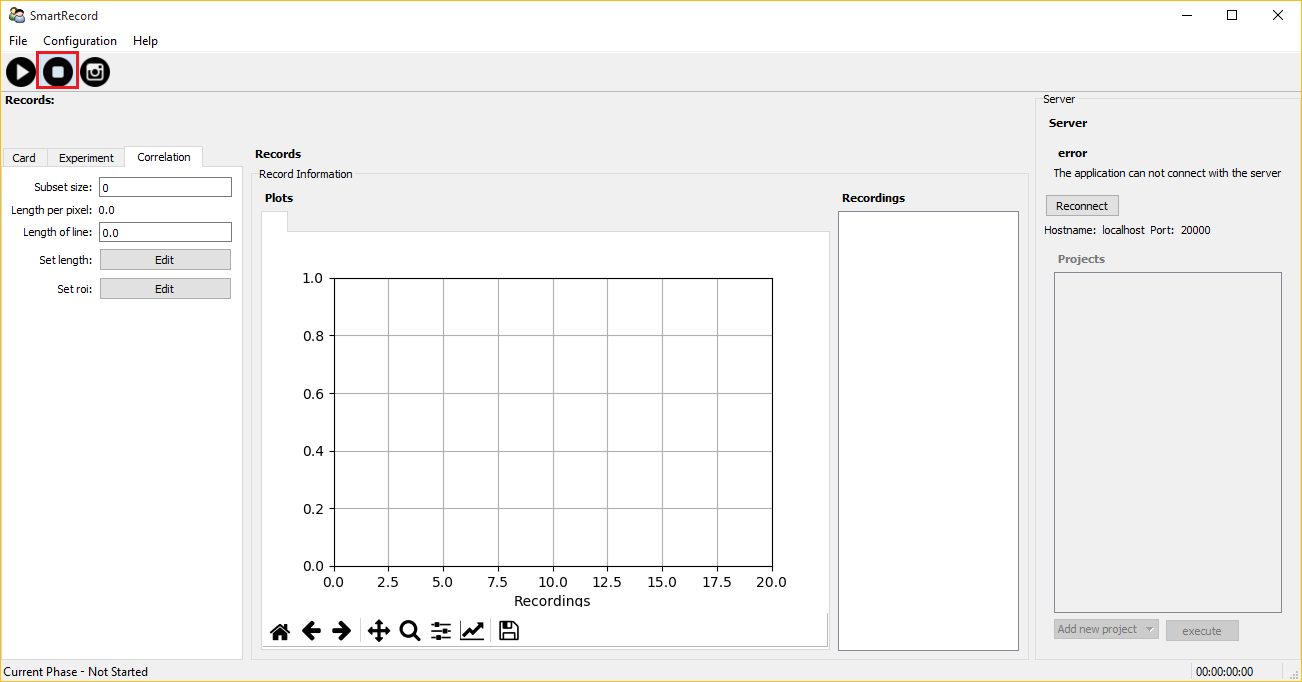 SmartRecord
File Configuration Help
Records:
Card Experiment Correlation
Subset size: 0
Length per pixel: 0.0
Length of line: 0.0
Set length: Edit
Set roi: Edit
Records
Record Information
Plots
1.0
0.8
0.6
0.4
0.2
0.0
0.0 2.5 5.0 7.5 10.0 12.5 15.0 17.5 20.0
Recordings
Recordings
Server
Server
error
The application can not connect with the server
Reconnect
Hostname: localhost Port: 20000
Projects
Add new project execute
Current Phase - Not Started 00:00:00:00